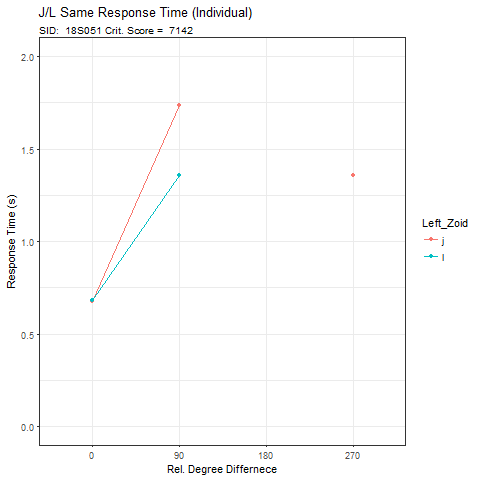 J/L Same Response Time (Individual)
SID: 18S051 Crit. Score = 7142
2.0
1.5
1.0
0.5
0.0
Response Time (s)
0 90 180 270
Rel. Degree Differnece
Left_Zoid
j
l